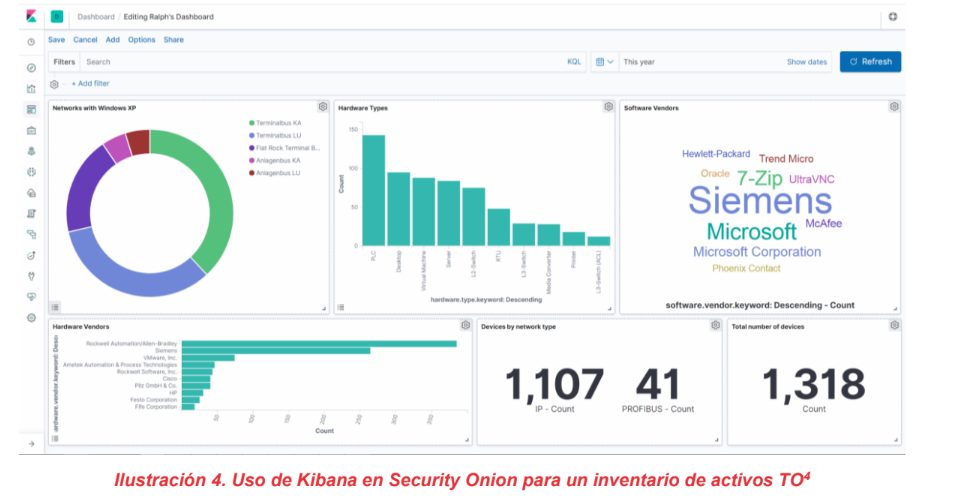 D Dashboard / Editing Ralph's Dashboard
Save Cancel Add Options Share
Filters Search KQL This year Show dates Refresh
+ Add filter
Networks with Windows XP
Terminalbus KA
Terminalbus LU
Flat Rock Terminal B...
Anlagenbus KA
Anlagenbus LU
Hardware Types
150
100
50
0
Count
PLC
Desktop
Virtual Machine
Server
L2-Switch
RTU
L3-Switch
Media Converter
Printer
L3-Switch (ACL)
hardware.type.keyword: Descending
Software Vendors
Hewlett-Packard
Trend Micro
Oracle
7-Zip
UltraVNC
Siemens
McAfee
Microsoft
Microsoft Corporation
Phoenix Contact
software.vendor.keyword: Descending - Count
Hardware Vendors
ardware.vendor.keyword: Desc
Rockwell Automation/Allen-Bradley
Siemens
VMware, Inc.
Ametek Automation & Process Technologies
Rockwell Software, Inc.
Cisco
Pilz GmbH & Co.
HP
Festo Corporation
Fife Corporation
50
100
150
200
250
300
350
Count
Devices by network type
1,107
IP - Count
41
PROFIBUS - Count
Total number of devices
1,318
Count
Ilustración 4. Uso de Kibana en Security Onion para un inventario de activos TO4